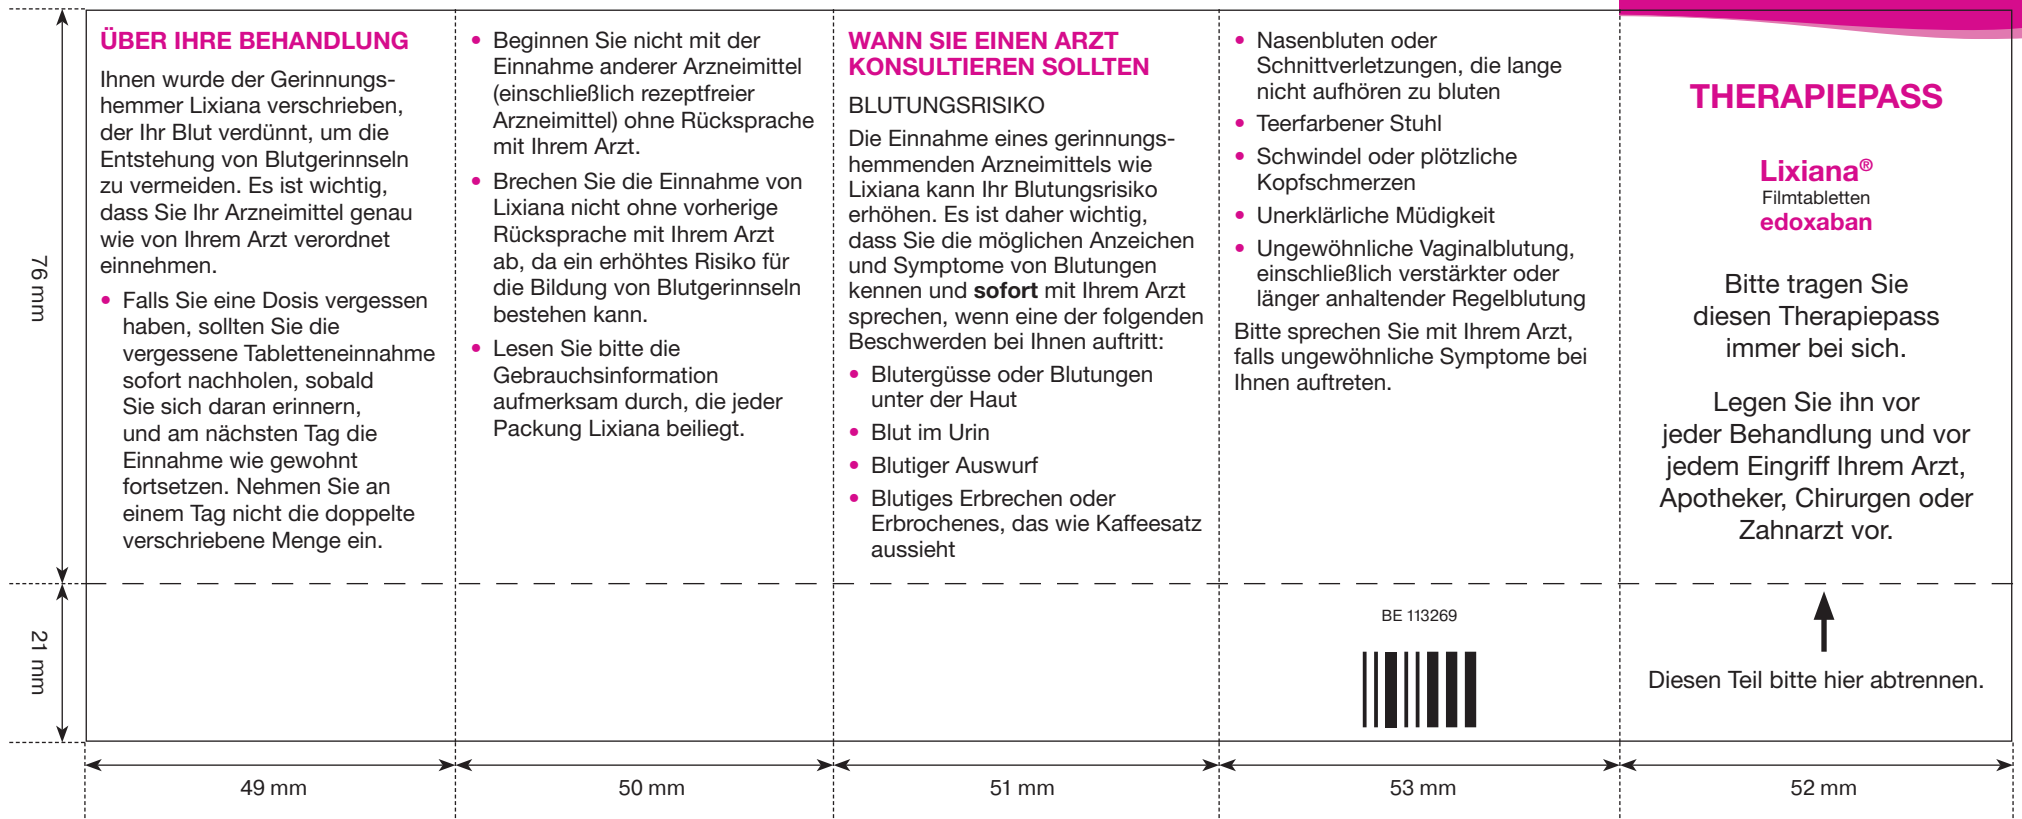 ÜBER IHRE BEHANDLUNG
Ihnen wurde der Gerinnungs-
hemmer Lixiana verschrieben,
der Ihr Blut verdünnt, um die
Entstehung von Blutgerinnseln
zu vermeiden. Es ist wichtig,
dass Sie Ihr Arzneimittel genau
wie von Ihrem Arzt verordnet
einnehmen.
• Falls Sie eine Dosis vergessen
haben, sollten Sie die
vergessene Tabletteneinnahme
sofort nachholen, sobald
Sie sich daran erinnern,
und am nächsten Tag die
Einnahme wie gewohnt
fortsetzen. Nehmen Sie an
einem Tag nicht die doppelte
verschriebene Menge ein.
• Beginnen Sie nicht mit der
Einnahme anderer Arzneimittel
(einschließlich rezeptfreier
Arzneimittel) ohne Rücksprache
mit Ihrem Arzt.
• Brechen Sie die Einnahme von
Lixiana nicht ohne vorherige
Rücksprache mit Ihrem Arzt
ab, da ein erhöhtes Risiko für
die Bildung von Blutgerinnseln
bestehen kann.
• Lesen Sie bitte die
Gebrauchsinformation
aufmerksam durch, die jeder
Packung Lixiana beiliegt.
WANN SIE EINEN ARZT
KONSULTIEREN SOLLTEN
BLUTUNGSRISIKO
Die Einnahme eines gerinnungs-
hemmenden Arzneimittels wie
Lixiana kann Ihr Blutungsrisiko
erhöhen. Es ist daher wichtig,
dass Sie die möglichen Anzeichen
und Symptome von Blutungen
kennen und sofort mit Ihrem Arzt
sprechen, wenn eine der folgenden
Beschwerden bei Ihnen auftritt:
• Blutergüsse oder Blutungen
unter der Haut
• Blut im Urin
• Blutiger Auswurf
• Blutiges Erbrechen oder
Erbrochenes, das wie Kaffeesatz
aussieht
• Nasenbluten oder
Schnittverletzungen, die lange
nicht aufhören zu bluten
• Teerfarbener Stuhl
• Schwindel oder plötzliche
Kopfschmerzen
• Unerklärliche Müdigkeit
• Ungewöhnliche Vaginalblutung,
einschließlich verstärkter oder
länger anhaltender Regelblutung
Bitte sprechen Sie mit Ihrem Arzt,
falls ungewöhnliche Symptome bei
Ihnen auftreten.
THERAPIEPASS
Lixiana®
Filmtabletten
edoxaban
Bitte tragen Sie
diesen Therapiepass
immer bei sich.
Legen Sie ihn vor
jeder Behandlung und vor
jedem Eingriff Ihrem Arzt,
Apotheker, Chirurgen oder
Zahnarzt vor.
76 mm
21 mm
BE 113269
Diesen Teil bitte hier abtrennen.
49 mm
50 mm
51 mm
53 mm
52 mm